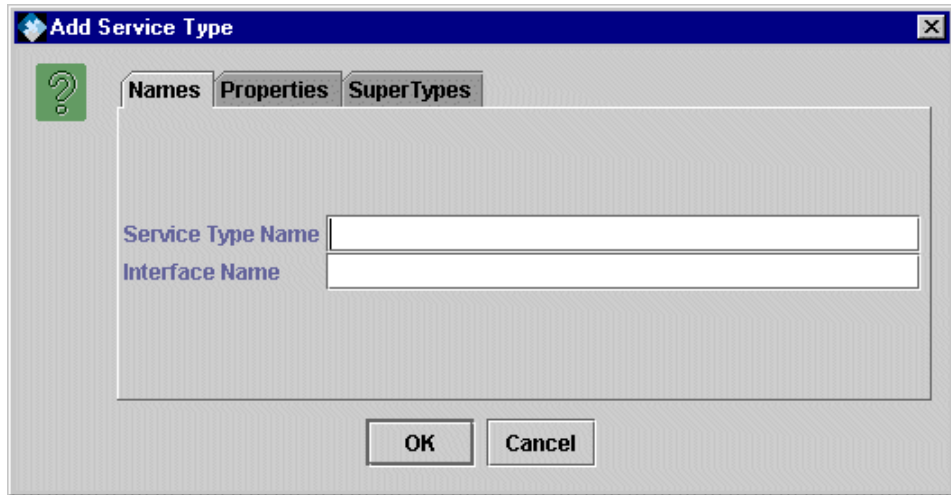 Add Service Type
Names Properties SuperTypes
Service Type Name
Interface Name
OK Cancel